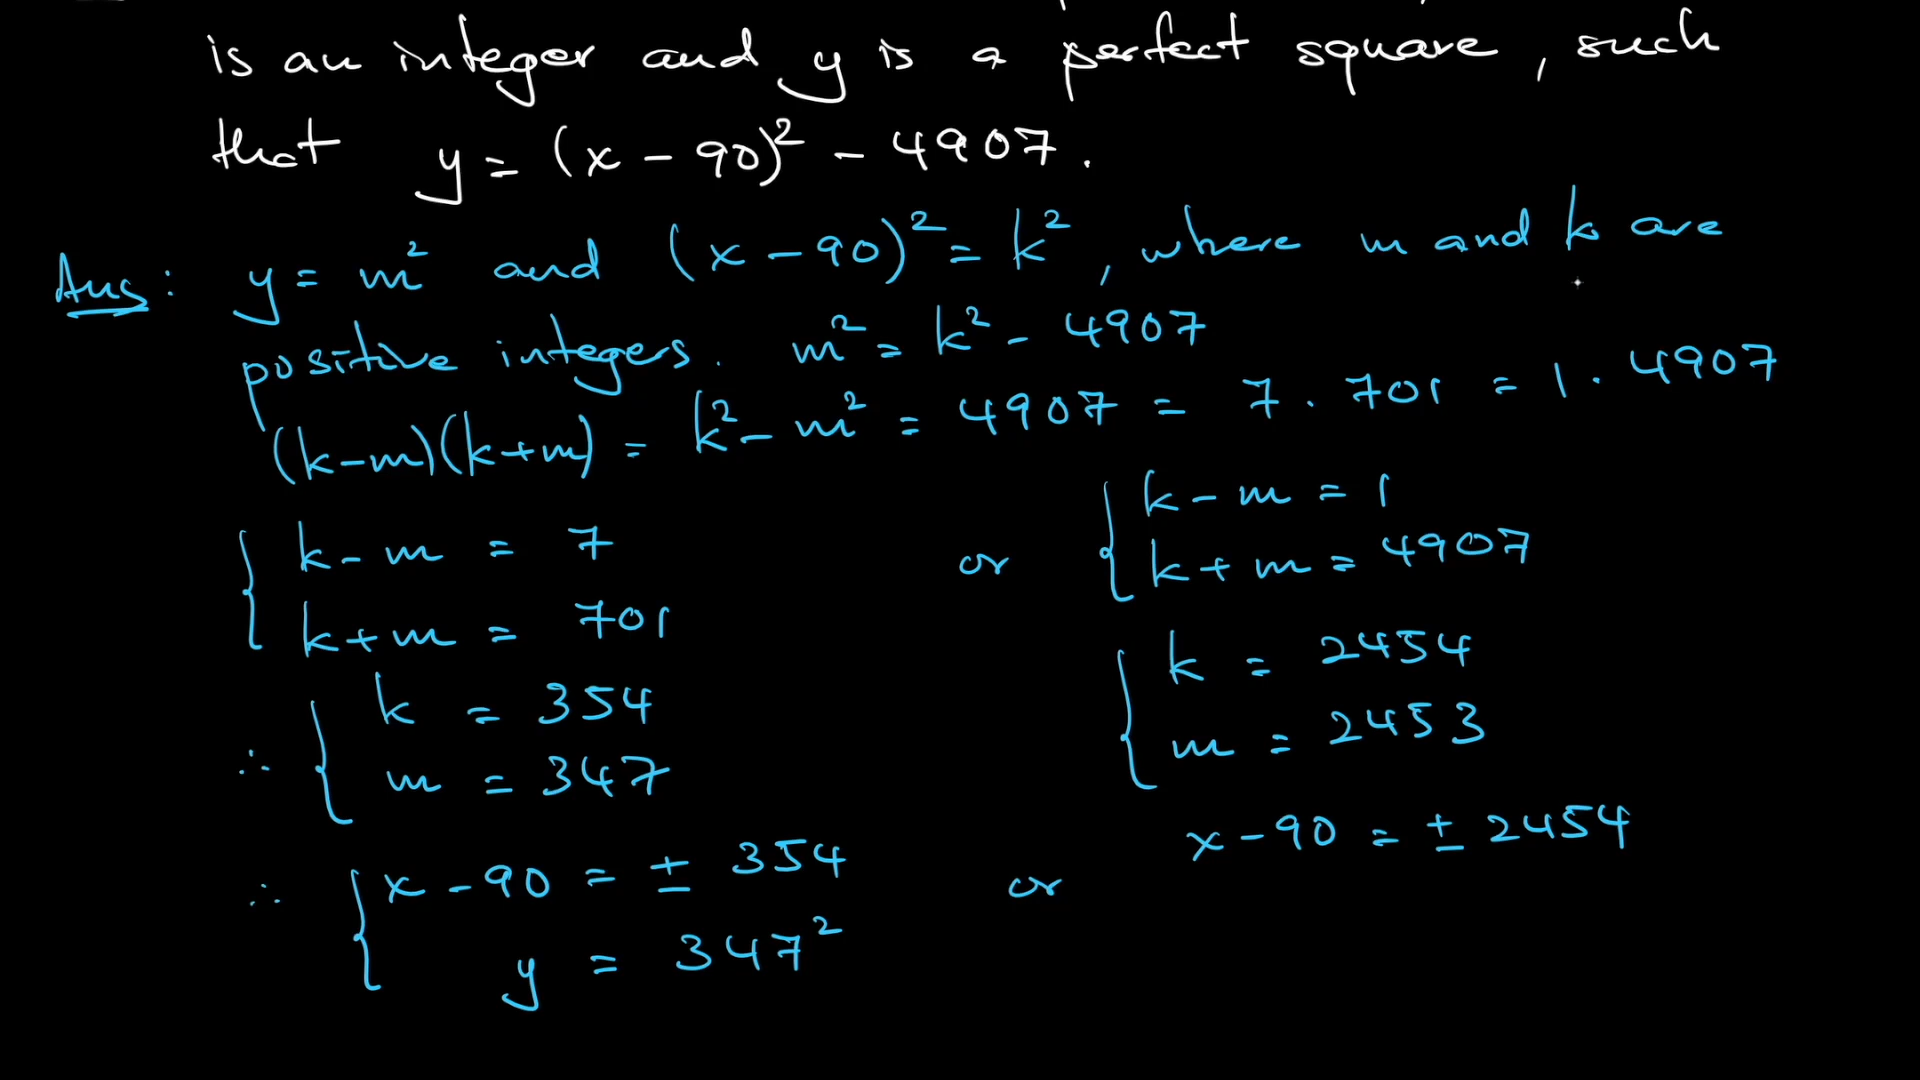 is an integer and y is a perfect square, such
that y = (x - 90)² - 4907.
Ans: y = m² and (x - 90)² = k², where m and k are
positive integers. m² = k² - 4907
(k-m)(k+m) = k² - m² = 4907 = 7 · 701 = 1 · 4907
{ k - m = 7 or { k - m = 1
k + m = 701 k + m = 4907
∴ { k = 354 { k = 2454
m = 347 m = 2453
∴ { x - 90 = ± 354 or x - 90 = ± 2454
y = 347²